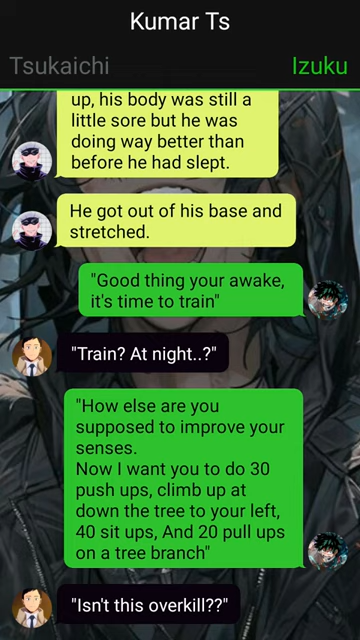 Kumar Ts
Tsukaichi
Izuku
up, his body was still a
little sore but he was
doing way better than
before he had slept.
He got out of his base and
stretched.
"Good thing your awake,
it's time to train"
"Train? At night..?"
"How else are you
supposed to improve your
senses.
Now I want you to do 30
push ups, climb up at
down the tree to your left,
40 sit ups, And 20 pull ups
on a tree branch"
"Isn't this overkill??"